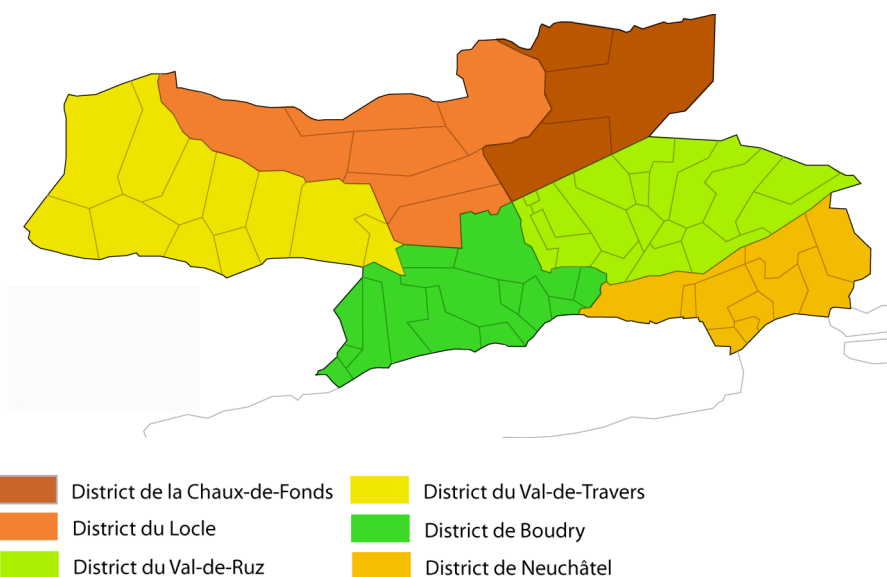 District de la Chaux-de-Fonds
District du Val-de-Travers
District du Locle
District de Boudry
District du Val-de-Ruz
District de Neuchâtel